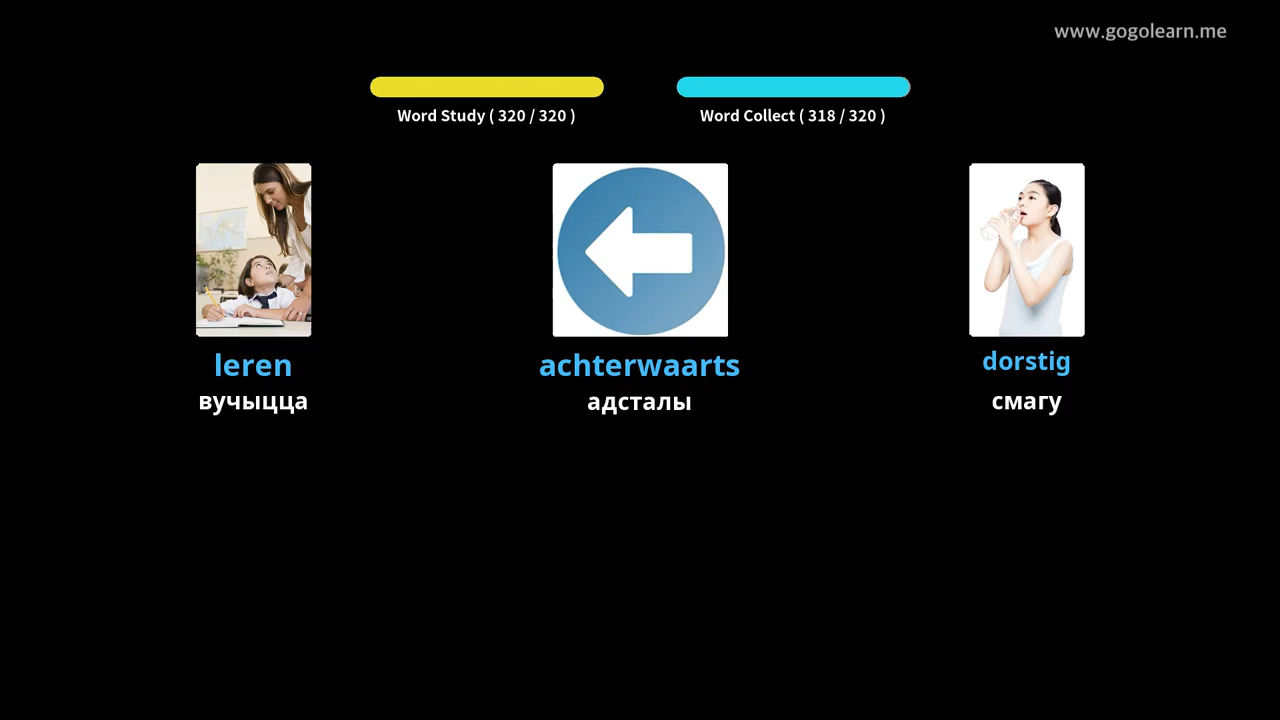 www.gogolearn.me
Word Study ( 320 / 320 )
Word Collect ( 318 / 320 )
leren
вучыцца
achterwaarts
адсталы
dorstig
смагу